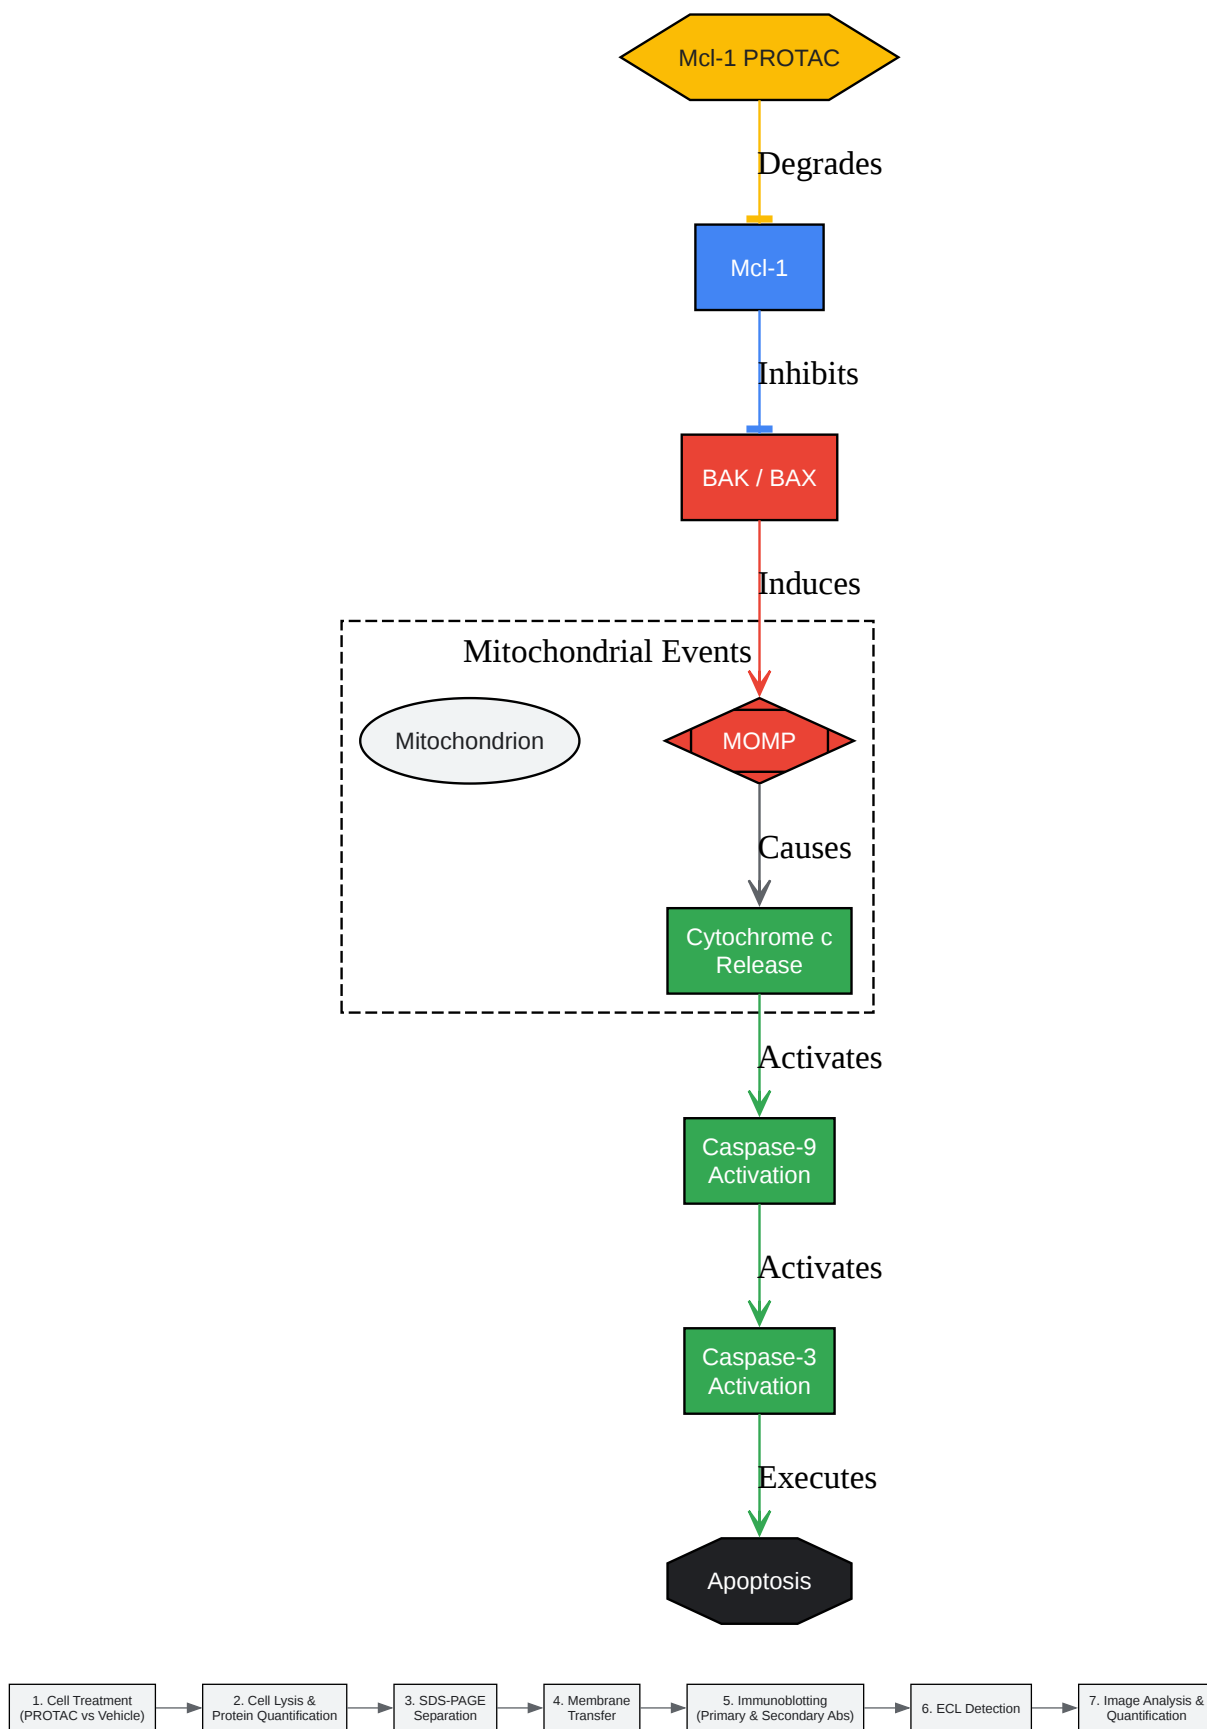 Mcl-1 PROTAC
Degrades
Mcl-1
Inhibits
BAK / BAX
Induces
Mitochondrial Events
Mitochondrion
MOMP
Causes
Cytochrome c
Release
Activates
Caspase-9
Activation
Activates
Caspase-3
Activation
Executes
Apoptosis
1. Cell Treatment
(PROTAC vs Vehicle)
2. Cell Lysis &
Protein Quantification
3. SDS-PAGE
Separation
4. Membrane
Transfer
5. Immunoblotting
(Primary & Secondary Abs)
6. ECL Detection
7. Image Analysis &
Quantification